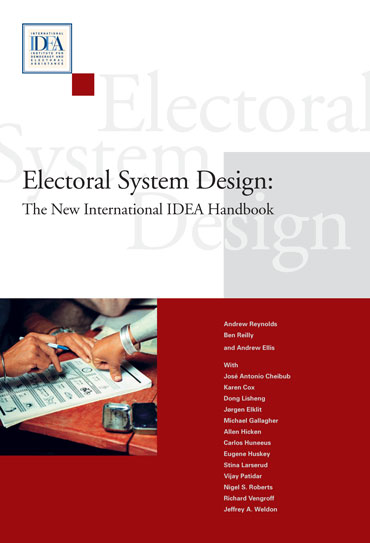 INTERNATIONAL
IDEA
INSTITUTE FOR
DEMOCRACY AND
ELECTORAL
ASSISTANCE
Electoral
System
Design
Electoral System Design:
The New International IDEA Handbook
Andrew Reynolds
Ben Reilly
and Andrew Ellis
With
José Antonio Cheibub
Karen Cox
Dong Lisheng
Jørgen Elklit
Michael Gallagher
Allen Hicken
Carlos Huneeus
Eugene Huskey
Stina Larserud
Vijay Patidar
Nigel S. Roberts
Richard Vengroff
Jeffrey A. Weldon